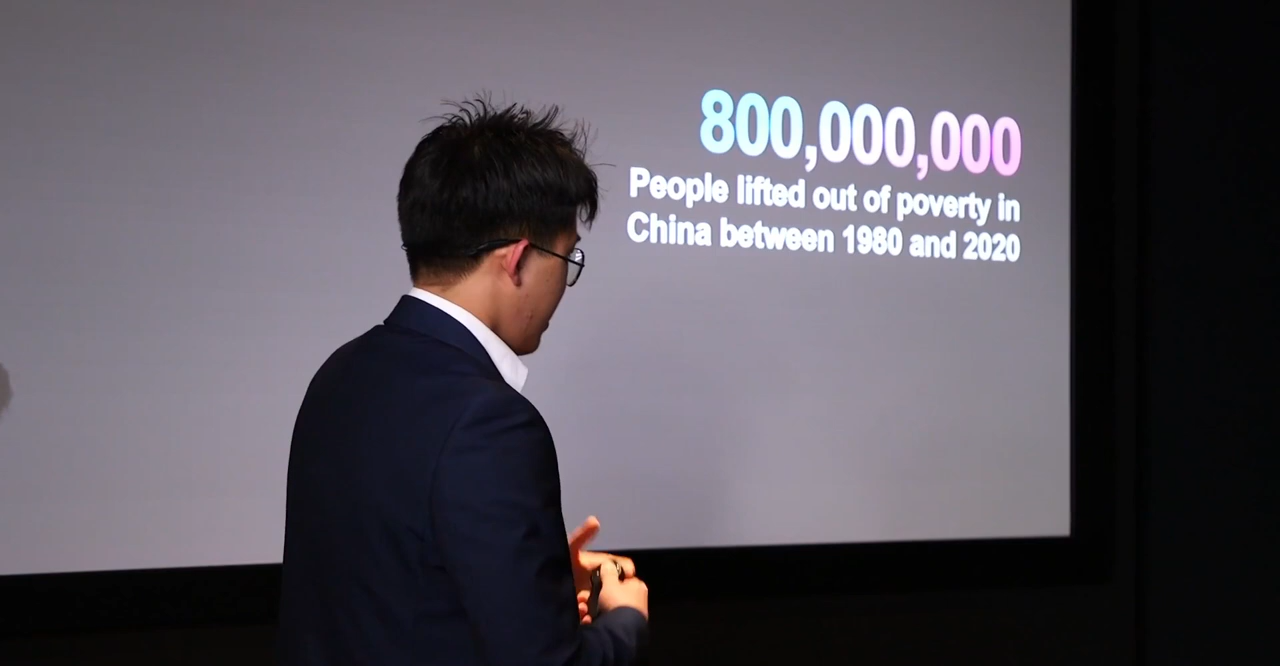 800,000,000
People lifted out of poverty in
China between 1980 and 2020